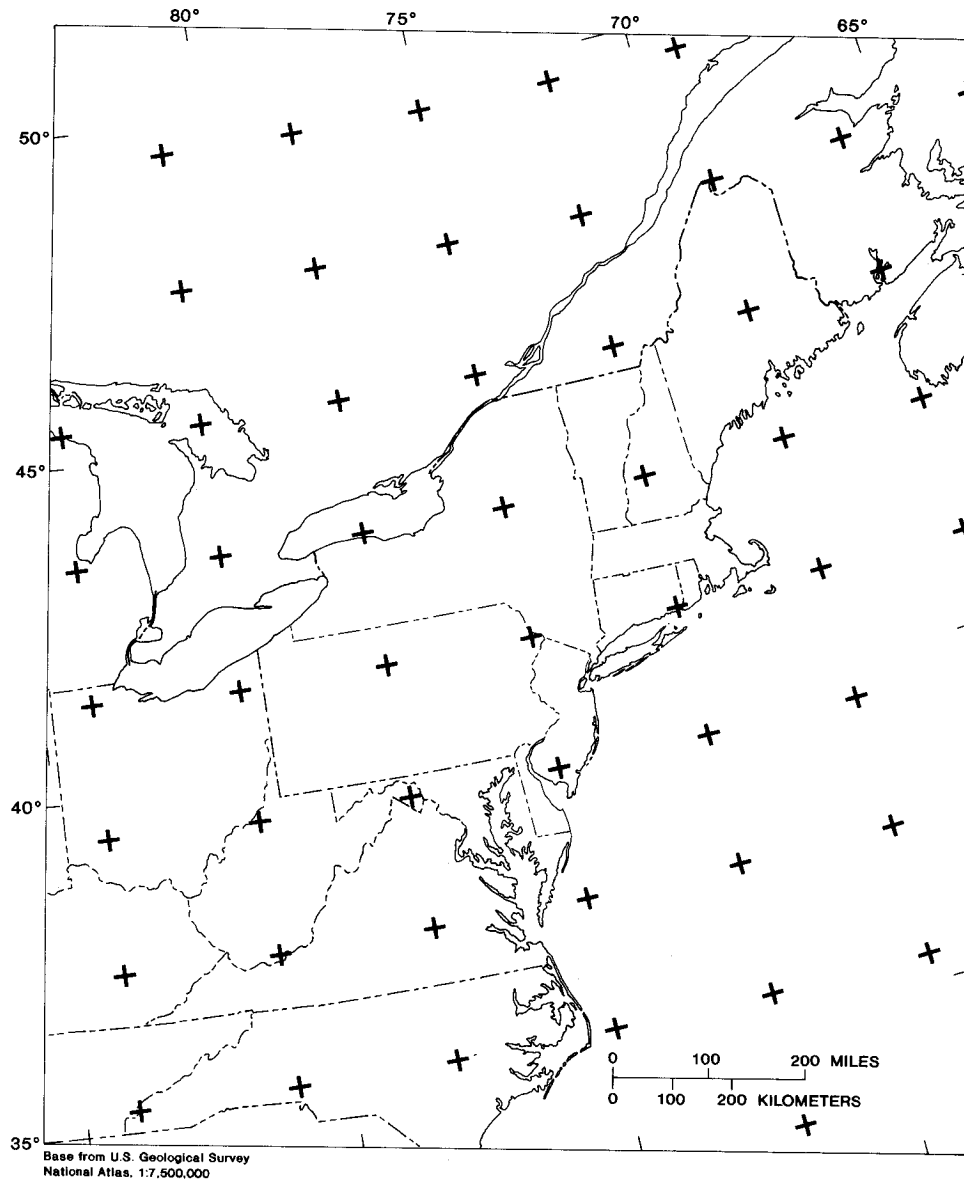 80° 75° 70° 65°
50°
45°
40°
35°
0 100 200 MILES
0 100 200 KILOMETERS
Base from U.S. Geological Survey
National Atlas, 1:7,500,000